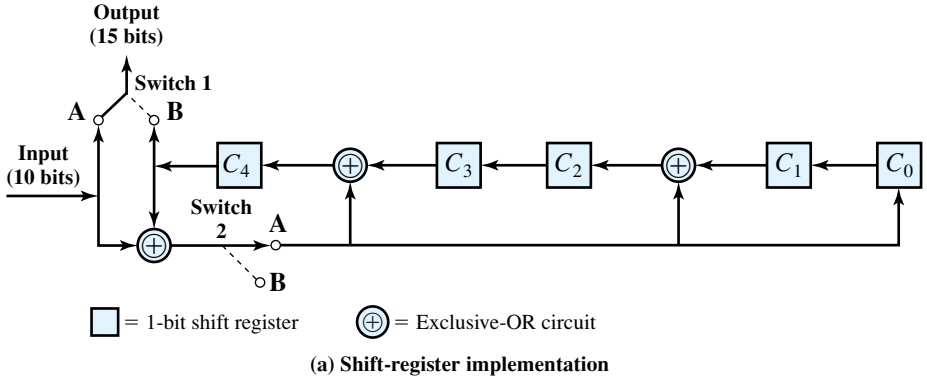 Output
(15 bits)
Switch 1
A
B
Input
(10 bits)
C4
C3
C2
C1
C0
Switch
2
A
B
= 1-bit shift register
= Exclusive-OR circuit
(a) Shift-register implementation